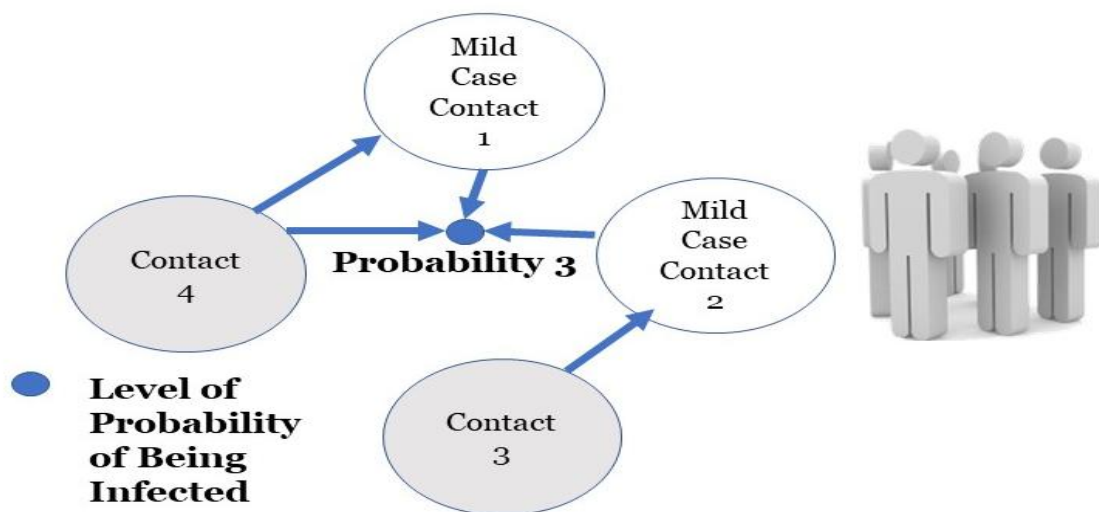 Mild
Case
Contact
1
Mild
Case
Contact
2
Contact
4
Probability 3
Contact
3
Level of
Probability
of Being
Infected